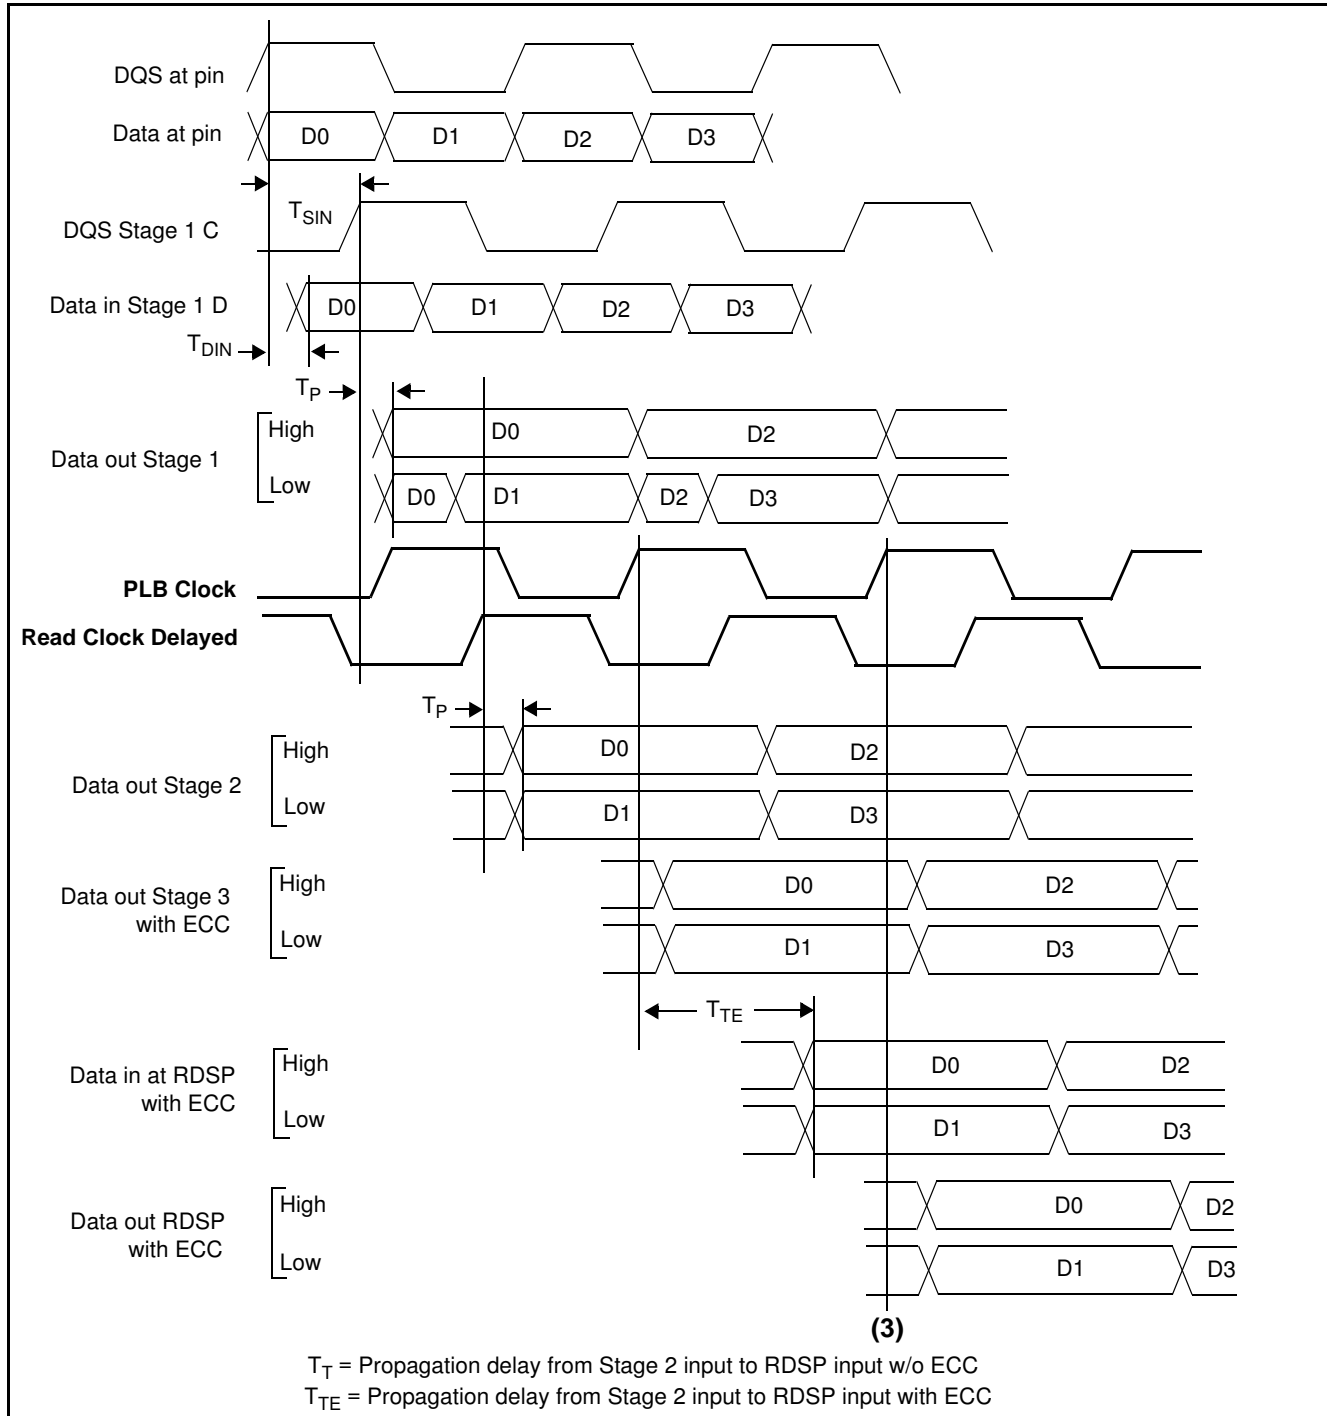 DQS at pin
Data at pin
D0 D1 D2 D3
TSIN
DQS Stage 1 C
Data in Stage 1 D
D0 D1 D2 D3
TDIN
TP
Data out Stage 1
High
D0 D2
Low
D0 D1 D2 D3
PLB Clock
Read Clock Delayed
TP
Data out Stage 2
High
D0 D2
Low
D1 D3
Data out Stage 3
with ECC
High
D0 D2
Low
D1 D3
TTE
Data in at RDSP
with ECC
High
D0 D2
Low
D1 D3
Data out RDSP
with ECC
High
D0 D2
Low
D1 D3
(3)
TT = Propagation delay from Stage 2 input to RDSP input w/o ECC
TTE = Propagation delay from Stage 2 input to RDSP input with ECC